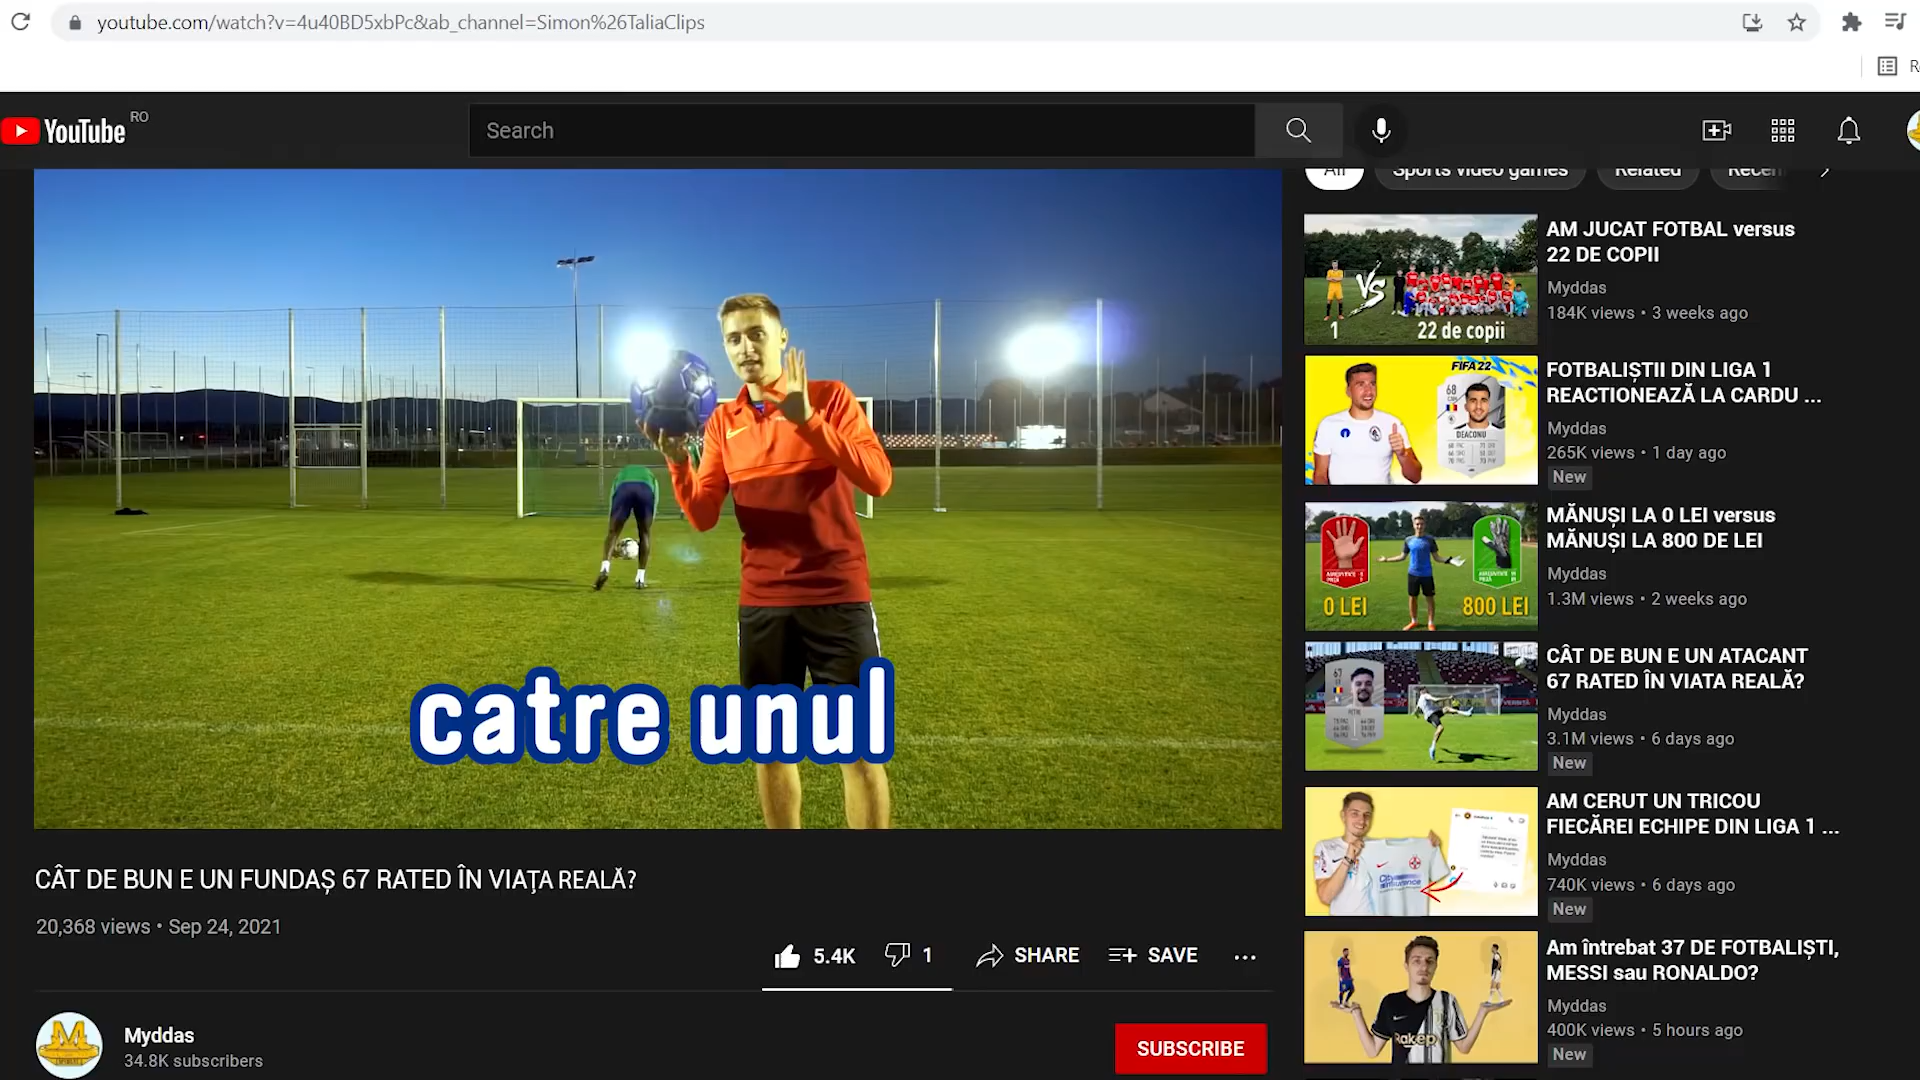 youtube.com/watch?v=4u40BD5xbPc&ab_channel=Simon%26TaliaClips
YouTube RO
Search
All Sports video games Related
catre unul
CÂT DE BUN E UN FUNDAȘ 67 RATED ÎN VIAȚA REALĂ?
20,368 views • Sep 24, 2021
5.4K 1 SHARE SAVE
Myddas
34.8K subscribers
SUBSCRIBE
VS
1 22 de copii
AM JUCAT FOTBAL versus
22 DE COPII
Myddas
184K views • 3 weeks ago
FIFA 22
68
DEACONU
FOTBALIȘTII DIN LIGA 1
REACTIONEAZĂ LA CARDU ...
Myddas
265K views • 1 day ago
New
0 LEI 800 LEI
MĂNUȘI LA 0 LEI versus
MĂNUȘI LA 800 DE LEI
Myddas
1.3M views • 2 weeks ago
67
CÂT DE BUN E UN ATACANT
67 RATED ÎN VIATA REALĂ?
Myddas
3.1M views • 6 days ago
New
City
insurance
AM CERUT UN TRICOU
FIECĂREI ECHIPE DIN LIGA 1 ...
Myddas
740K views • 6 days ago
New
Am întrebat 37 DE FOTBALIȘTI,
MESSI sau RONALDO?
Myddas
400K views • 5 hours ago
New